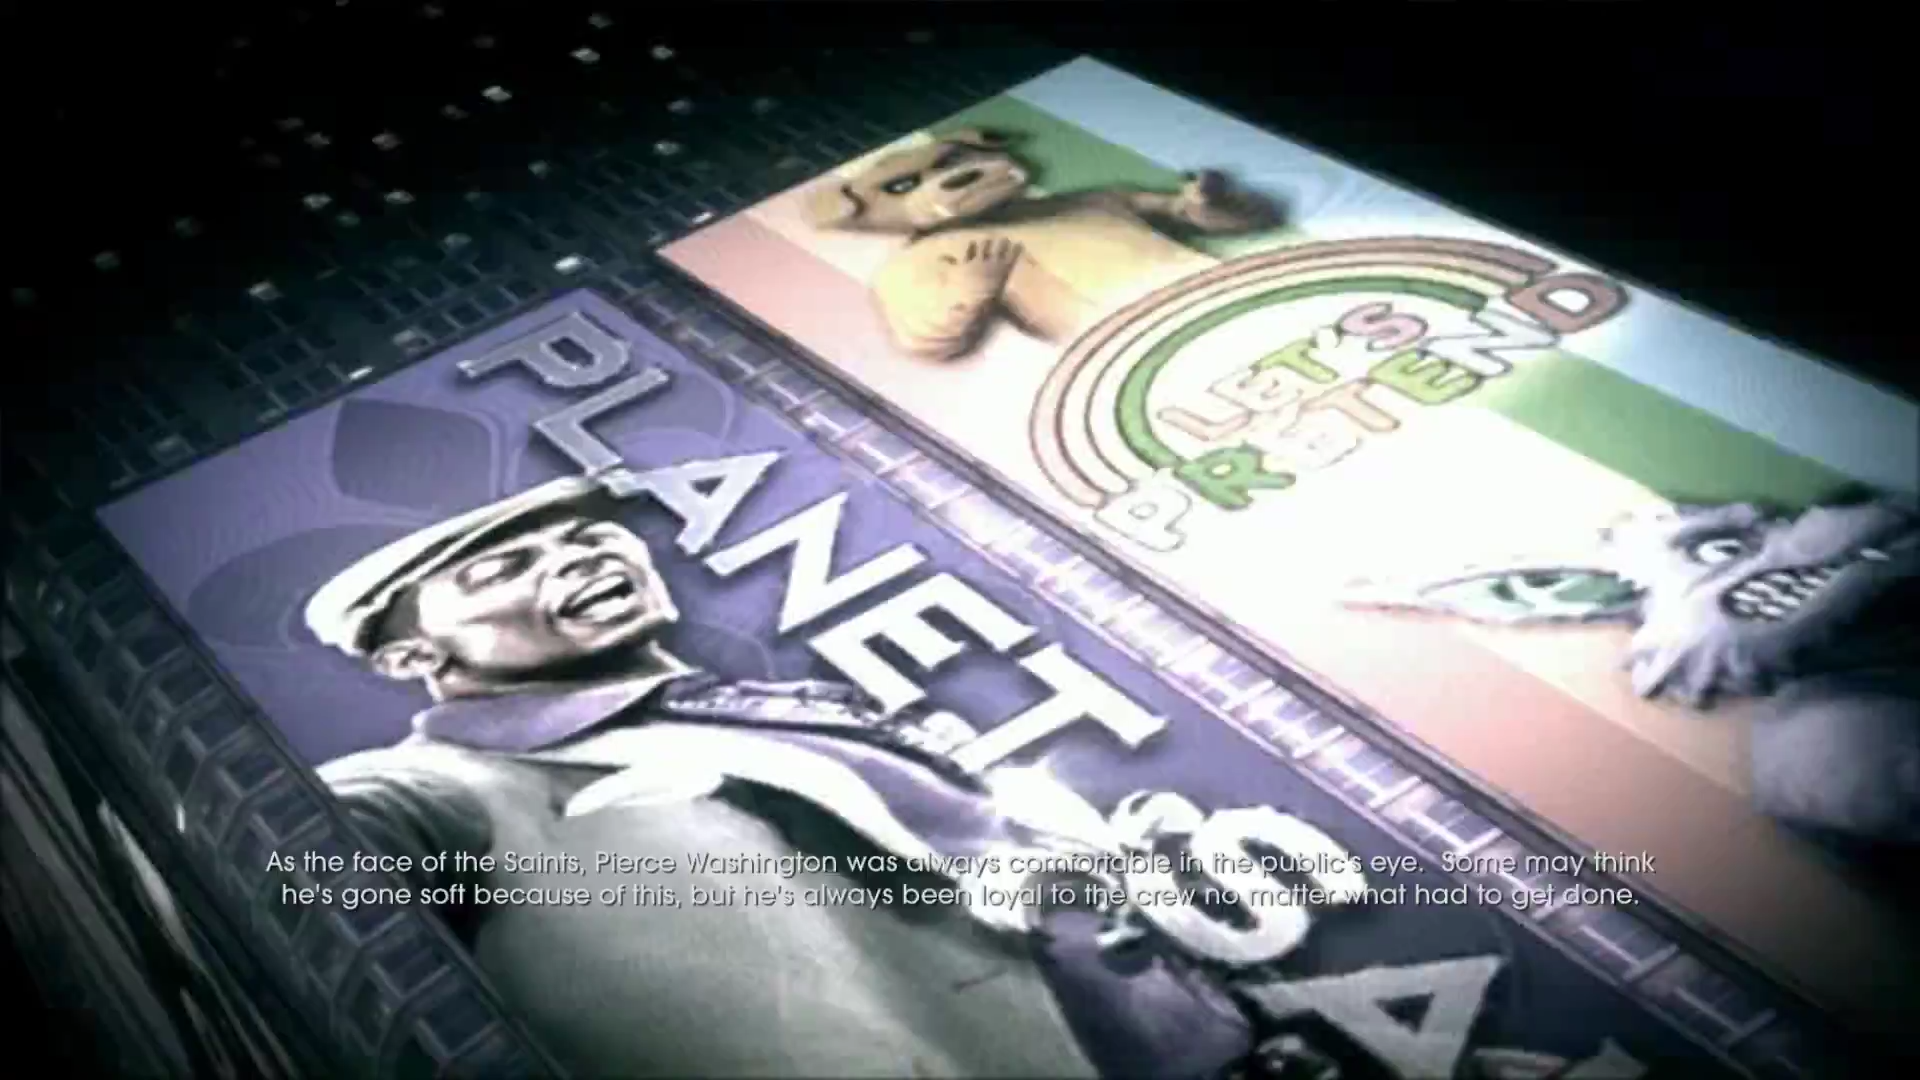 LET'S
PRETEND
PLANET
SA
As the face of the Saints, Pierce Washington was always comfortable in the public's eye.  Some may think
he's gone soft because of this, but he's always been loyal to the crew no matter what had to get done.